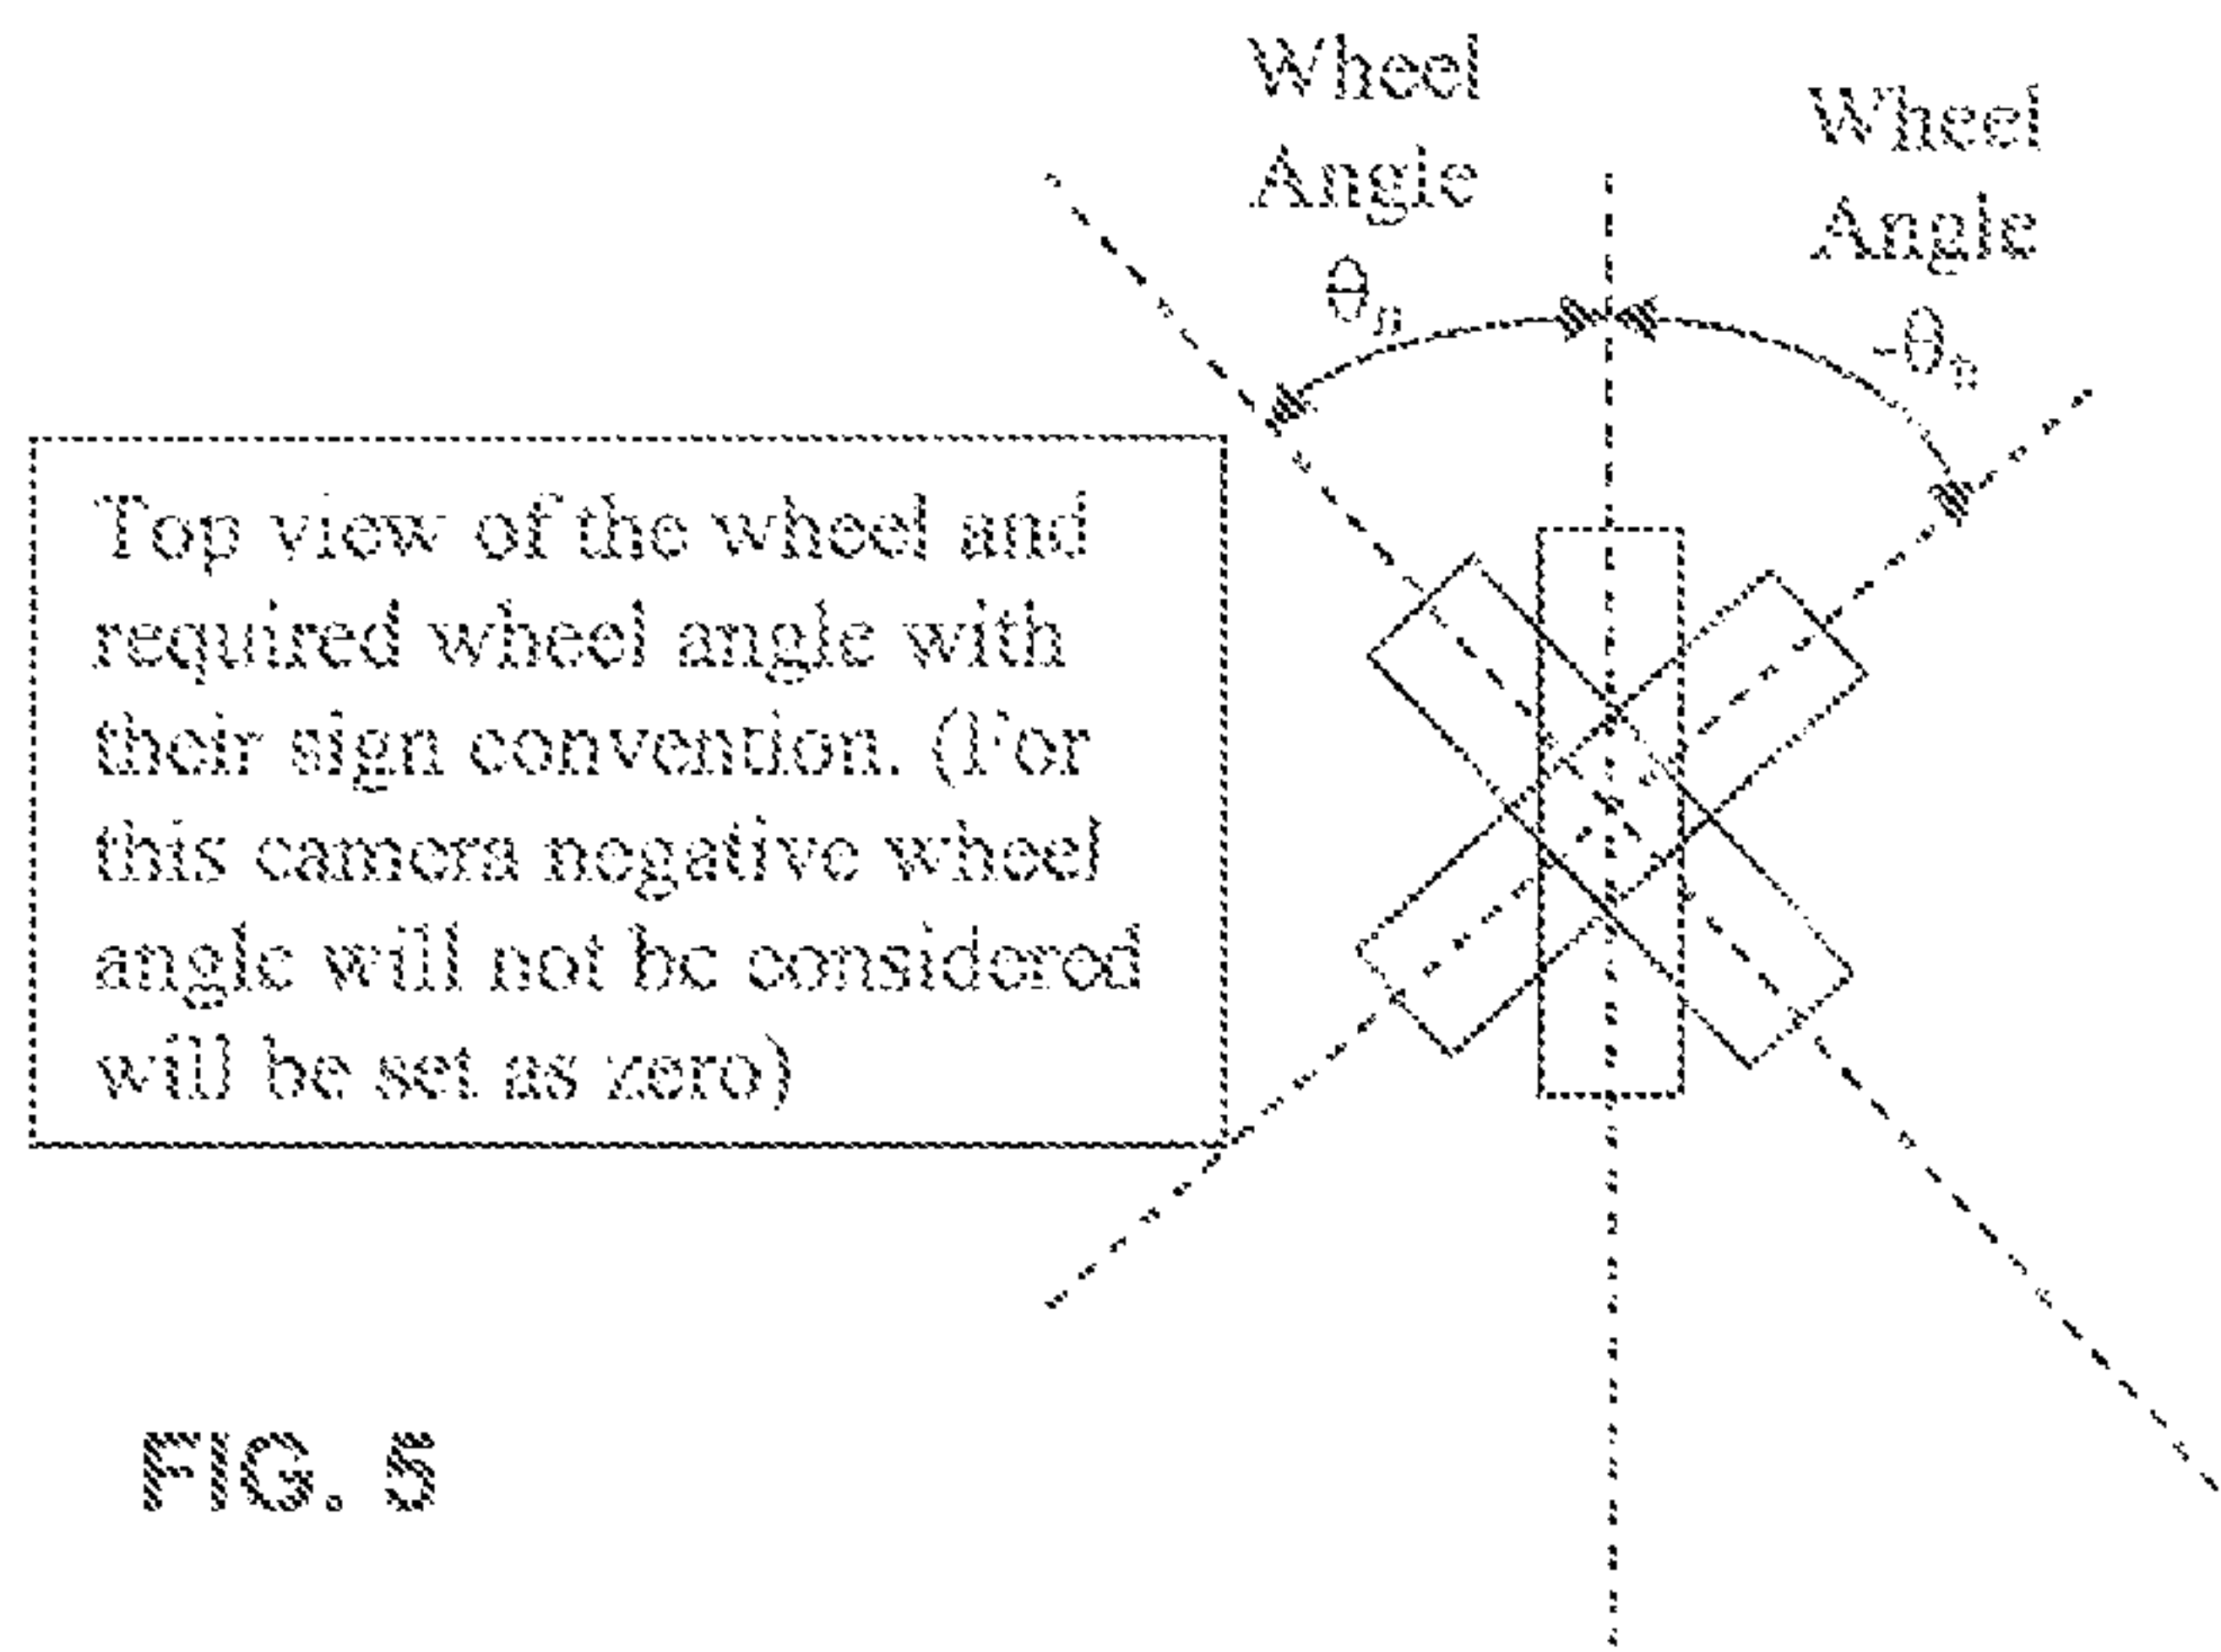 Wheel
Angle
θn
Wheel
Angle
-θn
Top view of the wheel and
required wheel angle with
their sign convention. (For
this camera negative wheel
angle will not be considered
will be set as zero)
FIG. 5